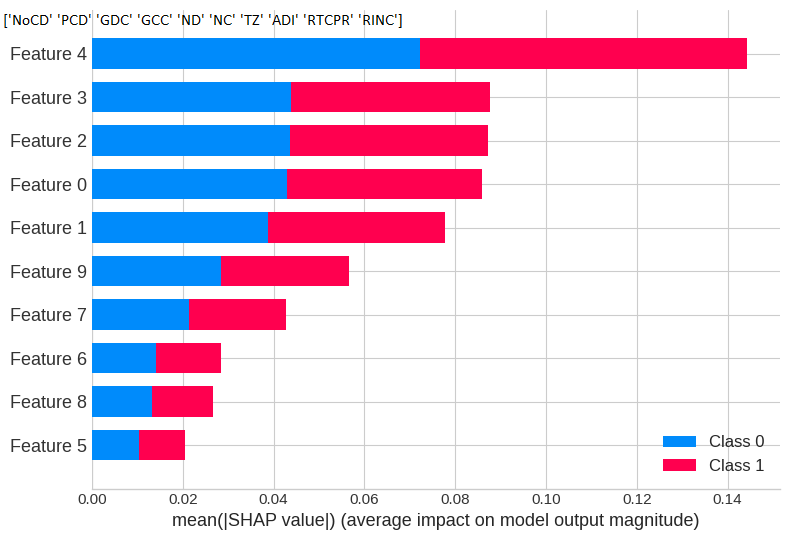 ['NoCD' 'PCD' 'GDC' 'GCC' 'ND' 'NC' 'TZ' 'ADI' 'RTCPR' 'RINC']
Feature 4
Feature 3
Feature 2
Feature 0
Feature 1
Feature 9
Feature 7
Feature 6
Feature 8
Feature 5
Class 0
Class 1
0.00 0.02 0.04 0.06 0.08 0.10 0.12 0.14
mean(|SHAP value|) (average impact on model output magnitude)